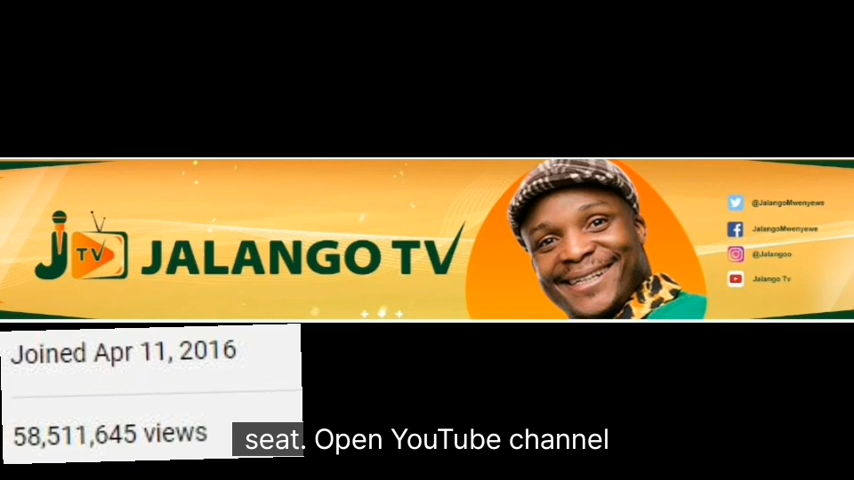 JTV JALANGO TV
@JalangoMwenyewe
JalangoMwenyewe
@Jalangoo
Jalango Tv
Joined Apr 11, 2016
58,511,645 views
seat. Open YouTube channel